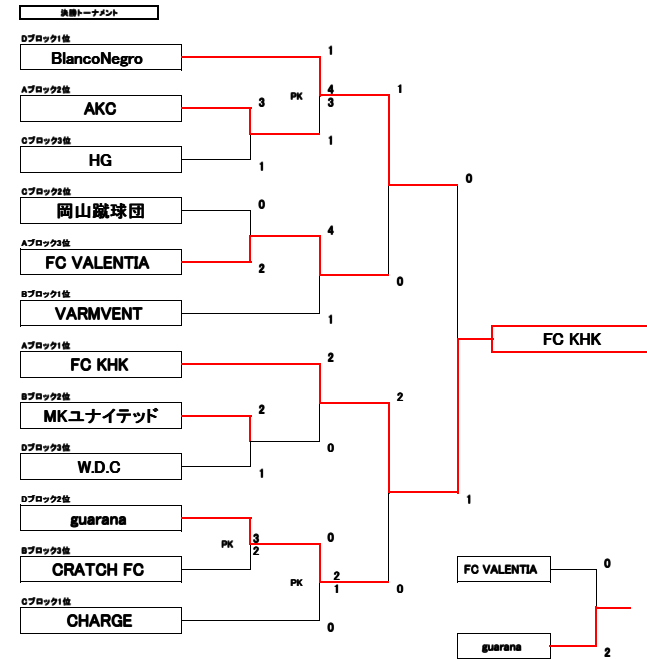 決勝トーナメント
Dブロック1位
BlancoNegro
1
Aブロック2位
AKC
3
PK
4
3
1
Cブロック3位
HG
1
1
0
Cブロック2位
岡山蹴球団
0
4
Aブロック3位
FC VALENTIA
2
0
Bブロック1位
VARMVENT
1
FC KHK
Aブロック1位
FC KHK
2
Bブロック2位
MKユナイテッド
2
2
Dブロック3位
W.D.C
1
0
1
Dブロック2位
guarana
PK
3
2
0
Bブロック3位
CRATCH FC
PK
2
1
0
FC VALENTIA
0
Cブロック1位
CHARGE
0
guarana
2